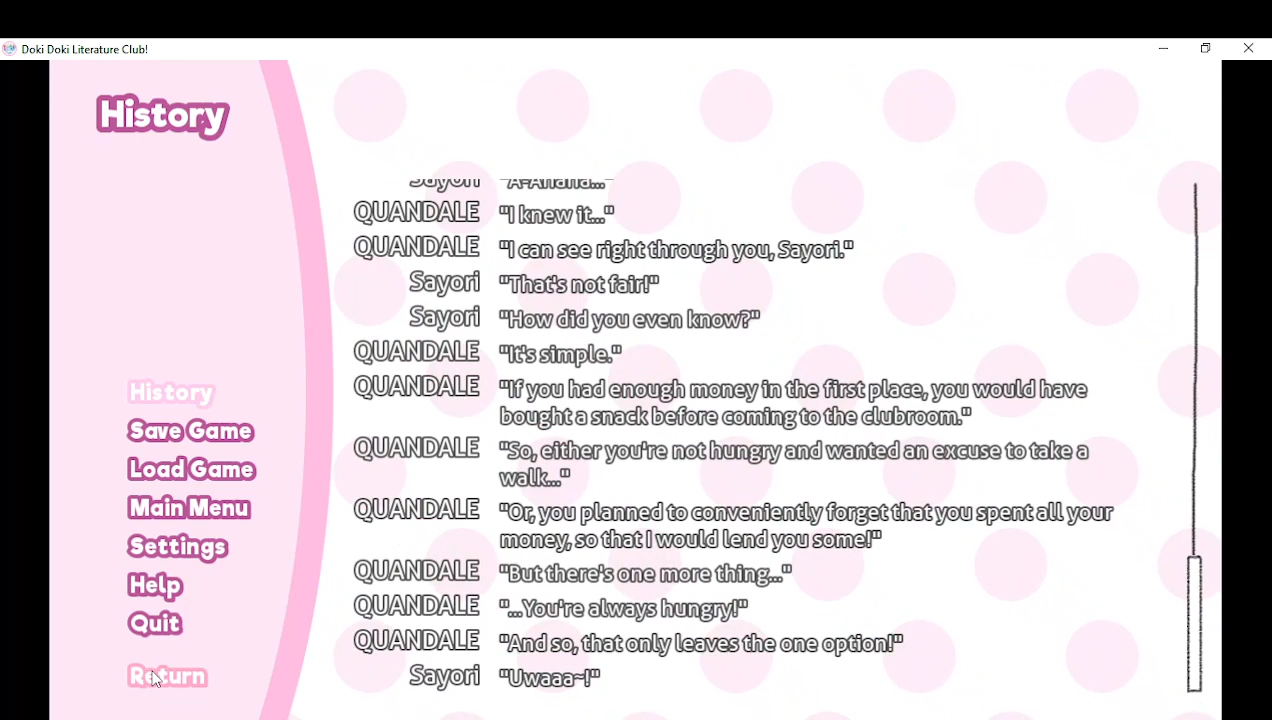 Doki Doki Literature Club!
History
Sayori "A-Ahaha..."
QUANDALE "I knew it..."
QUANDALE "I can see right through you, Sayori."
Sayori "That's not fair!"
Sayori "How did you even know?"
QUANDALE "It's simple."
QUANDALE "If you had enough money in the first place, you would have
bought a snack before coming to the clubroom."
QUANDALE "So, either you're not hungry and wanted an excuse to take a
walk..."
QUANDALE "Or, you planned to conveniently forget that you spent all your
money, so that I would lend you some!"
QUANDALE "But there's one more thing..."
QUANDALE "...You're always hungry!"
QUANDALE "And so, that only leaves the one option!"
Sayori "Uwaaa~!"
History
Save Game
Load Game
Main Menu
Settings
Help
Quit
Return